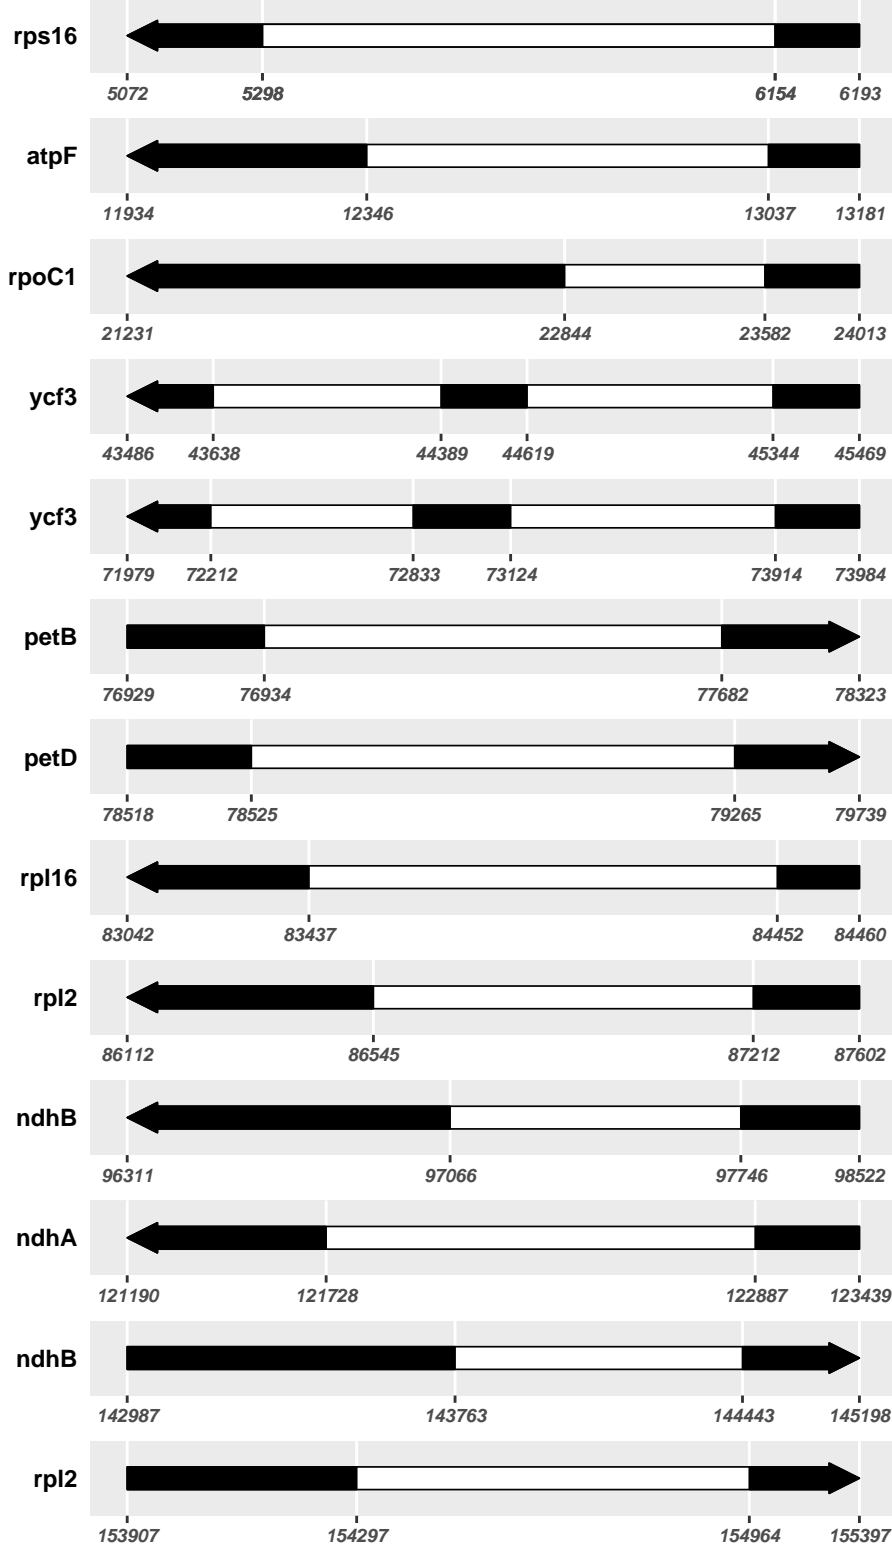 rps16
5072 5298 6154 6193
atpF
11934 12346 13037 13181
rpoC1
21231 22844 23582 24013
ycf3
43486 43638 44389 44619 45344 45469
ycf3
71979 72212 72833 73124 73914 73984
petB
76929 76934 77682 78323
petD
78518 78525 79265 79739
rpl16
83042 83437 84452 84460
rpl2
86112 86545 87212 87602
ndhB
96311 97066 97746 98522
ndhA
121190 121728 122887 123439
ndhB
142987 143763 144443 145198
rpl2
153907 154297 154964 155397